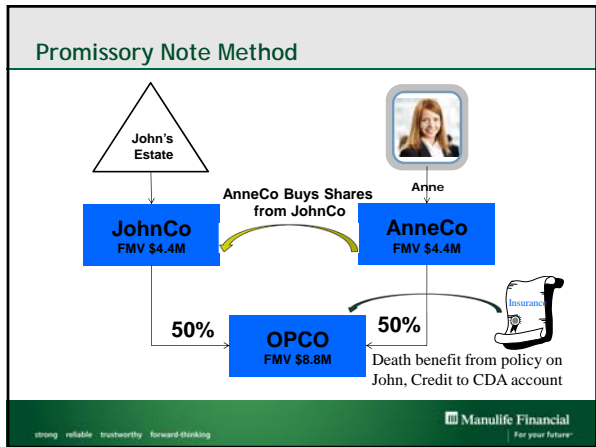 Promissory Note Method
John's
Estate
Anne
AnneCo Buys Shares
from JohnCo
JohnCo
FMV $4.4M
AnneCo
FMV $4.4M
Insurance
50%
50%
OPCO
FMV $8.8M
Death benefit from policy on
John, Credit to CDA account
strong reliable trustworthy forward-thinking
Manulife Financial
For your future™